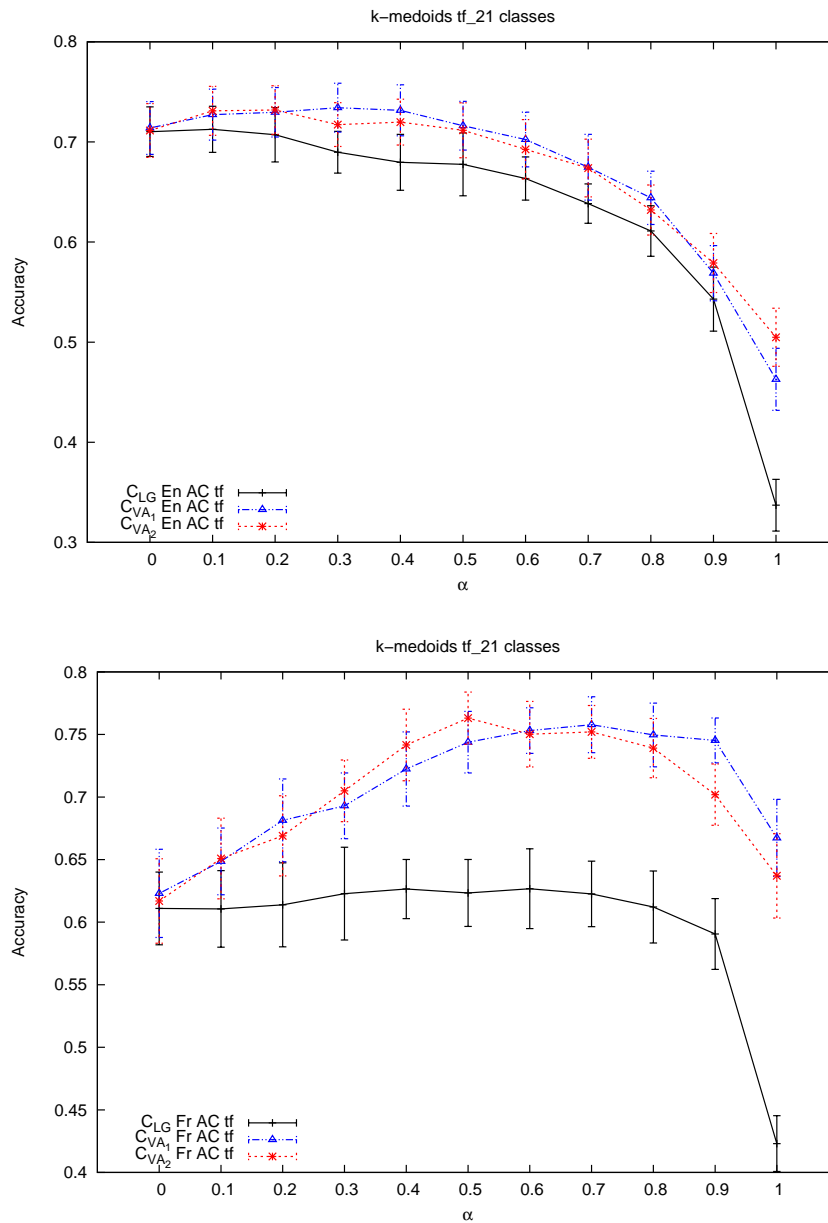 k-medoids tf_21 classes
0.8
0.7
0.6
0.5
0.4
0.3
Accuracy
C_LG En AC tf
C_VA1 En AC tf
C_VA2 En AC tf
0 0.1 0.2 0.3 0.4 0.5 0.6 0.7 0.8 0.9 1
α
k-medoids tf_21 classes
0.8
0.75
0.7
0.65
0.6
0.55
0.5
0.45
0.4
Accuracy
C_LG Fr AC tf
C_VA1 Fr AC tf
C_VA2 Fr AC tf
0 0.1 0.2 0.3 0.4 0.5 0.6 0.7 0.8 0.9 1
α